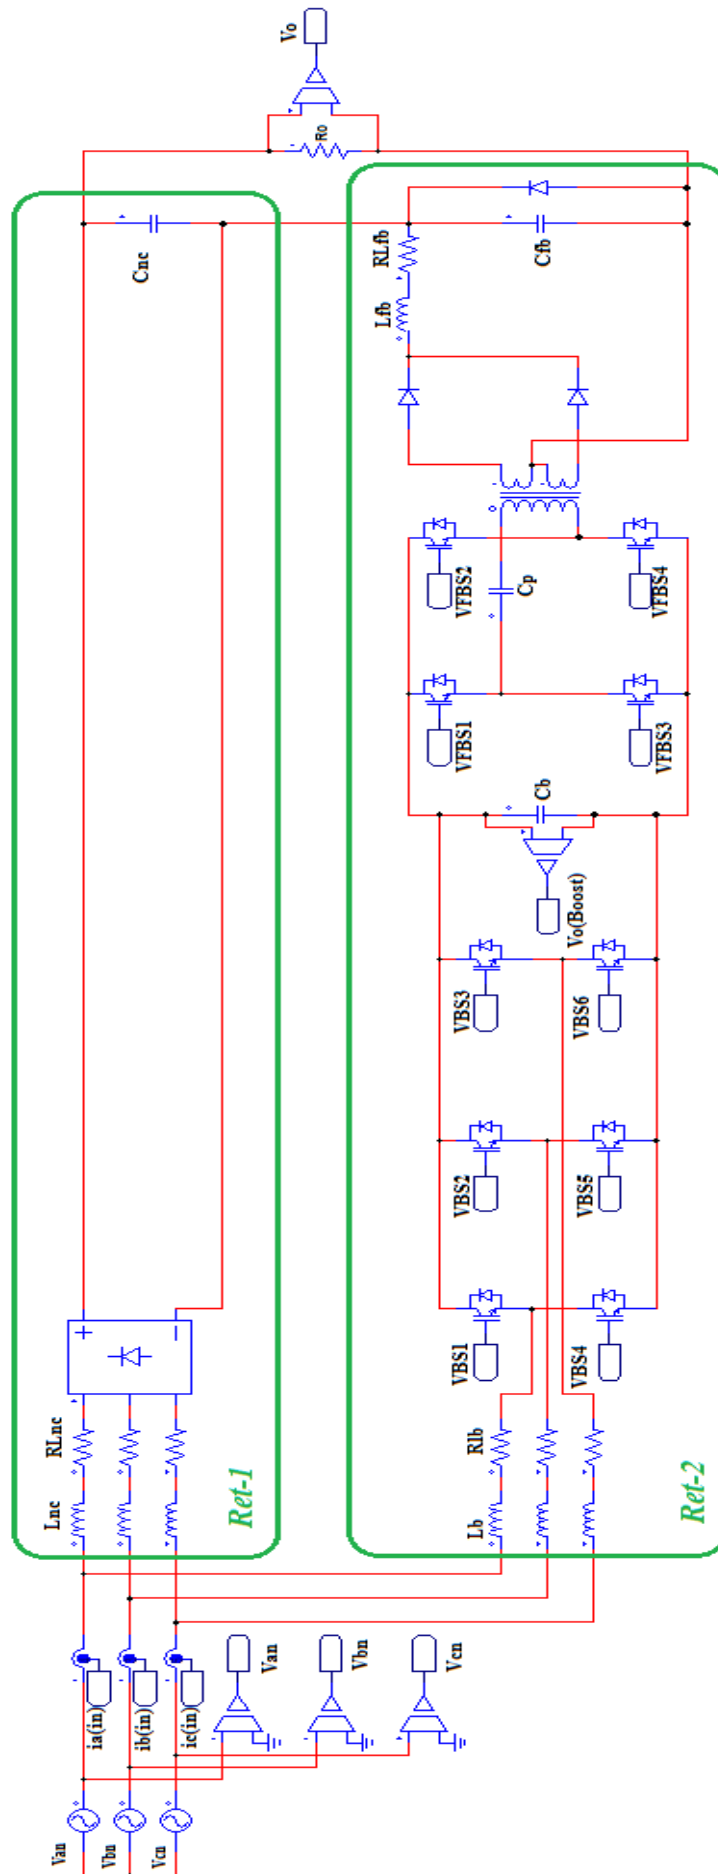 Van
Vbn
Vcn
ia(in)
ib(in)
ic(in)
Van
Vbn
Vcn
Lnc
RLnc
+
−
Ret-1
Cnc
Vo
Ro
Lb
Rlb
VBS1
VBS2
VBS3
VBS4
VBS5
VBS6
Vo(Boost)
Cb
VFBS1
VFBS2
VFBS3
VFBS4
Cp
Lfb
RLfb
Cfb
Ret-2